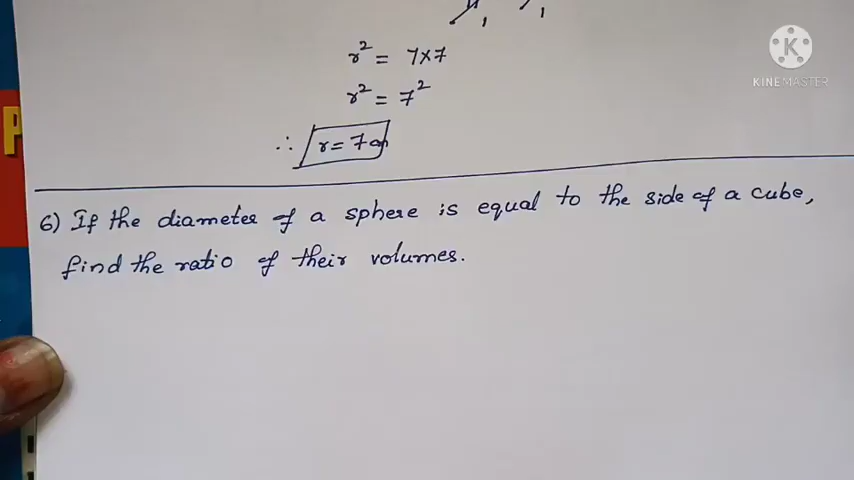 r² = 7×7
r² = 7²
∴ r = 7cm
6) If the diameter of a sphere is equal to the side of a cube,
find the ratio of their volumes.
K
KINEMASTER